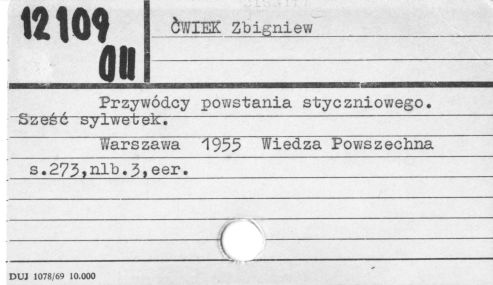 12109
OU
ĊWIEK Zbigniew
Przywódcy powstania styczniowego.
Sześć sylwetek.
Warszawa 1955 Wiedza Powszechna
s.273,nlb.3,eer.
DUJ 1078/69 10.000